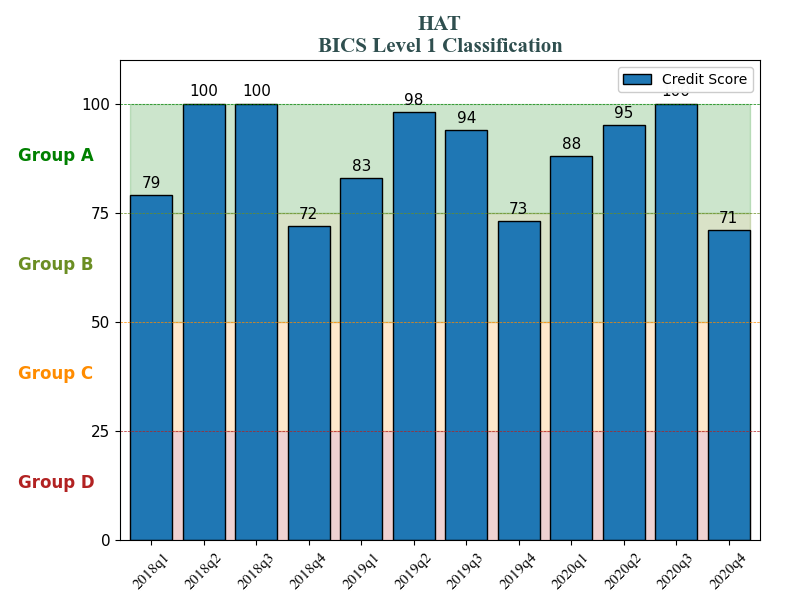 HAT
BICS Level 1 Classification
Credit Score
100
75
50
25
0
Group A
Group B
Group C
Group D
79
100
100
72
83
98
94
73
88
95
100
71
2018q1
2018q2
2018q3
2018q4
2019q1
2019q2
2019q3
2019q4
2020q1
2020q2
2020q3
2020q4